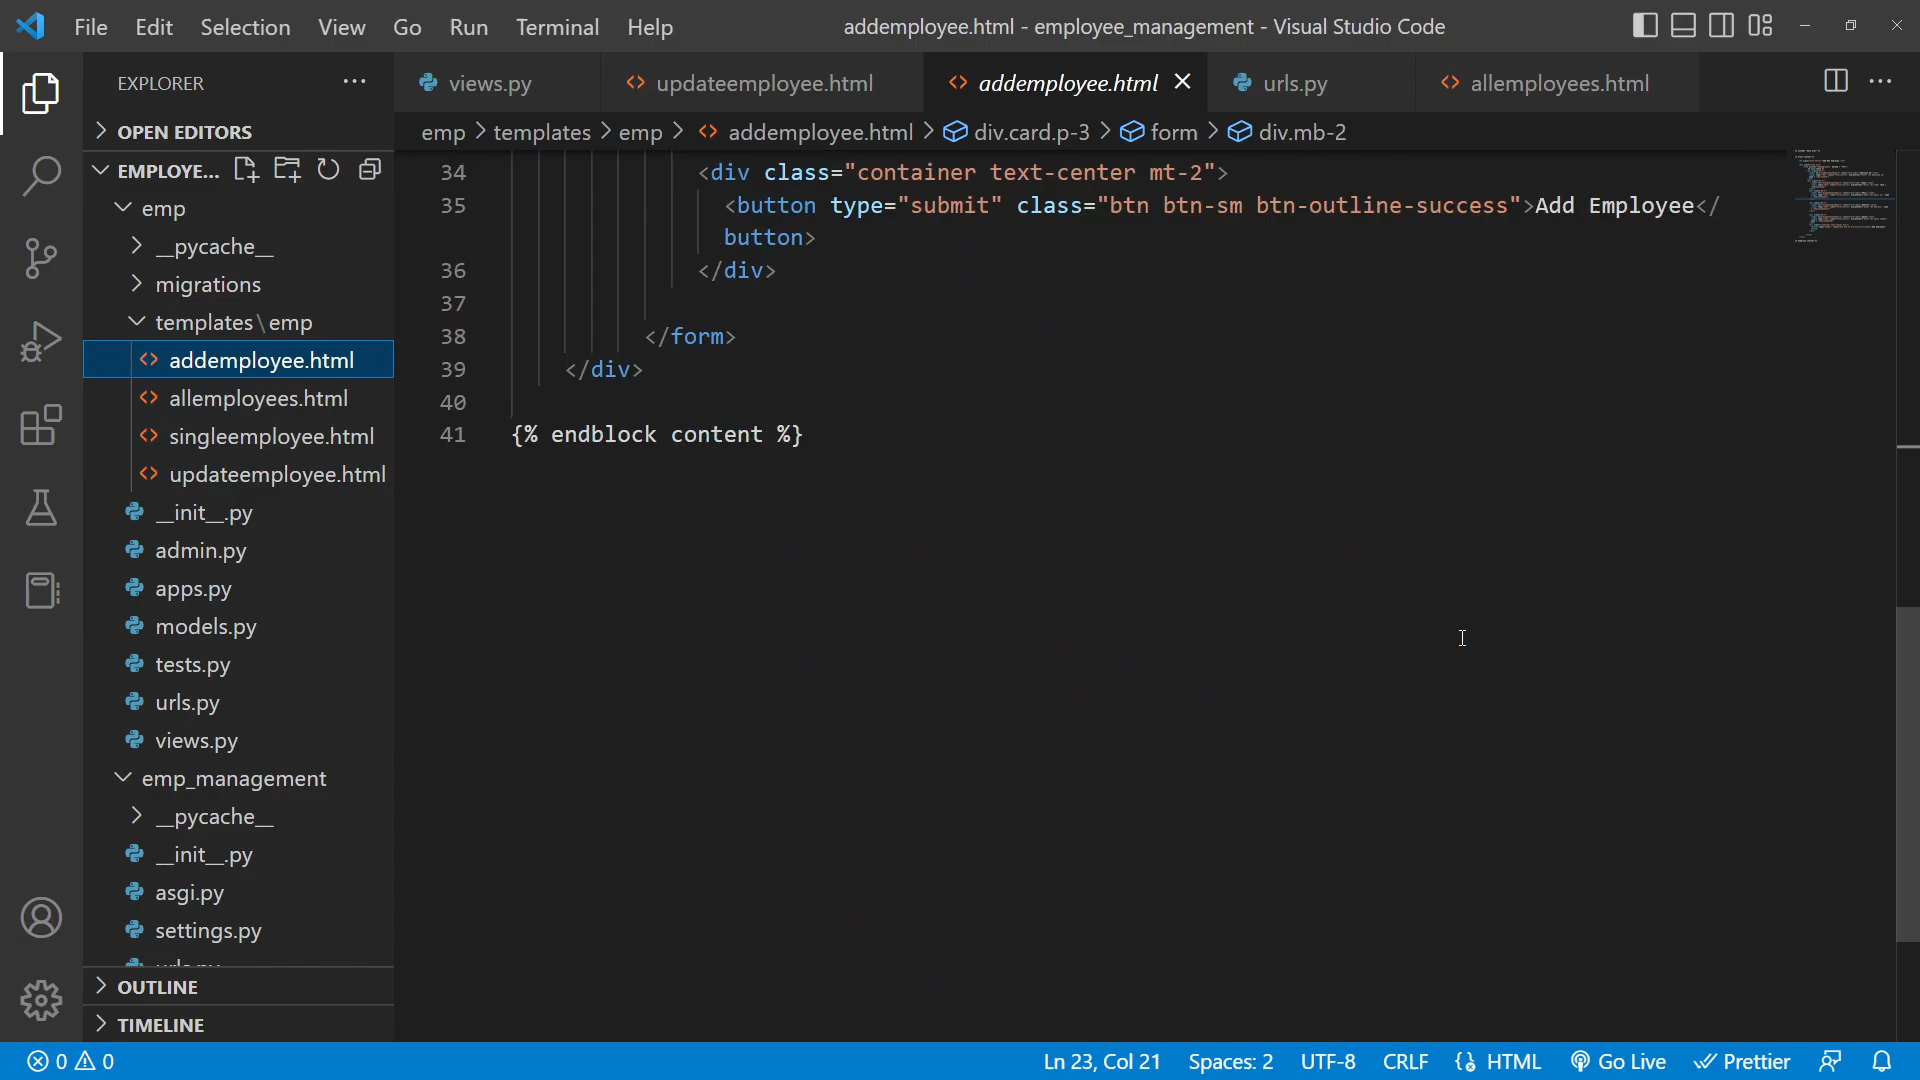 File Edit Selection View Go Run Terminal Help
addemployee.html - employee_management - Visual Studio Code
EXPLORER
OPEN EDITORS
EMPLOYE...
emp
__pycache__
migrations
templates\emp
addemployee.html
allemployees.html
singleemployee.html
updateemployee.html
__init__.py
admin.py
apps.py
models.py
tests.py
urls.py
views.py
emp_management
__pycache__
__init__.py
asgi.py
settings.py
OUTLINE
TIMELINE
views.py
updateemployee.html
addemployee.html
urls.py
allemployees.html
emp > templates > emp > addemployee.html > div.card.p-3 > form > div.mb-2
34 <div class="container text-center mt-2">
35 <button type="submit" class="btn btn-sm btn-outline-success">Add Employee</
button>
36 </div>
37
38 </form>
39 </div>
40
41 {% endblock content %}
0 0
Ln 23, Col 21 Spaces: 2 UTF-8 CRLF HTML Go Live Prettier